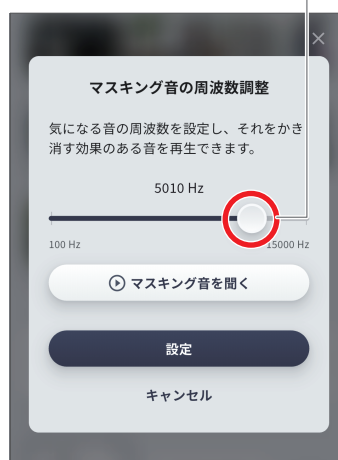 マスキング音の周波数調整
気になる音の周波数を設定し、それをかき
消す効果のある音を再生できます。
5010 Hz
100 Hz
15000 Hz
マスキング音を聞く
設定
キャンセル